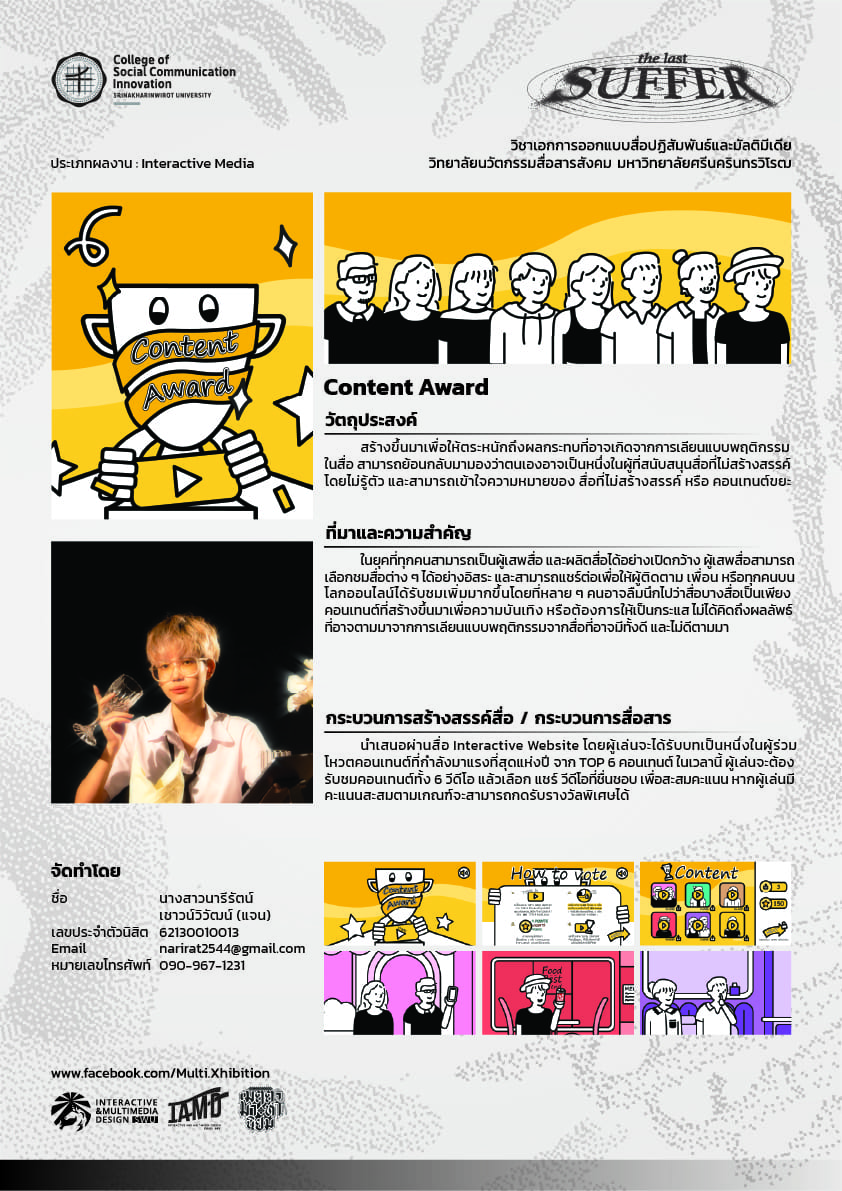 College of
Social Communication
Innovation
SRINAKHARINWIROT UNIVERSITY
the last
SUFFER
วิชาเอกการออกแบบสื่อปฏิสัมพันธ์และมัลติมีเดีย
ประเภทผลงาน : Interactive Media
วิทยาลัยนวัตกรรมสื่อสารสังคม มหาวิทยาลัยศรีนครินทรวิโรฒ
Content
Award
Content Award
วัตถุประสงค์
สร้างขึ้นมาเพื่อให้ตระหนักถึงผลกระทบที่อาจเกิดจากการเลียนแบบพฤติกรรม
ในสื่อ สามารถย้อนกลับมามองว่าตนเองอาจเป็นหนึ่งในผู้ที่สนับสนุนสื่อที่ไม่สร้างสรรค์
โดยไม่รู้ตัว และสามารถเข้าใจความหมายของ สื่อที่ไม่สร้างสรรค์ หรือ คอนเทนต์ขยะ
ที่มาและความสำคัญ
ในยุคที่ทุกคนสามารถเป็นผู้เสพสื่อ และผลิตสื่อได้อย่างเปิดกว้าง ผู้เสพสื่อสามารถ
เลือกชมสื่อต่าง ๆ ได้อย่างอิสระ และสามารถแชร์ต่อเพื่อให้ผู้ติดตาม เพื่อน หรือทุกคนบน
โลกออนไลน์ได้รับชมเพิ่มมากขึ้นโดยที่หลาย ๆ คนอาจลืมนึกไปว่าสื่อบางสื่อเป็นเพียง
คอนเทนต์ที่สร้างขึ้นมาเพื่อความบันเทิง หรือต้องการให้เป็นกระแส ไม่ได้คิดถึงผลลัพธ์
ที่อาจตามมาจากการเลียนแบบพฤติกรรมจากสื่อที่อาจมีทั้งดี และไม่ดีตามมา
กระบวนการสร้างสรรค์สื่อ / กระบวนการสื่อสาร
นำเสนอผ่านสื่อ Interactive Website โดยผู้เล่นจะได้รับบทเป็นหนึ่งในผู้ร่วม
โหวตคอนเทนต์ที่กำลังมาแรงที่สุดแห่งปี จาก TOP 6 คอนเทนต์ ในเวลานี้ ผู้เล่นจะต้อง
รับชมคอนเทนต์ทั้ง 6 วีดีโอ แล้วเลือก แชร์ วีดีโอที่ชื่นชอบ เพื่อสะสมคะแนน หากผู้เล่นมี
คะแนนสะสมตามเกณฑ์จะสามารถกดรับรางวัลพิเศษได้
จัดทำโดย
ชื่อ นางสาวนารีรัตน์
เชาวน์วิวัฒน์ (แจน)
เลขประจำตัวนิสิต 62130010013
Email narirat2544@gmail.com
หมายเลขโทรศัพท์ 090-967-1231
Content
Award
How to vote
Content
3
150
Food
www.facebook.com/Multi.Xhibition
INTERACTIVE
&MULTIMEDIA
DESIGN SWU
IAMD